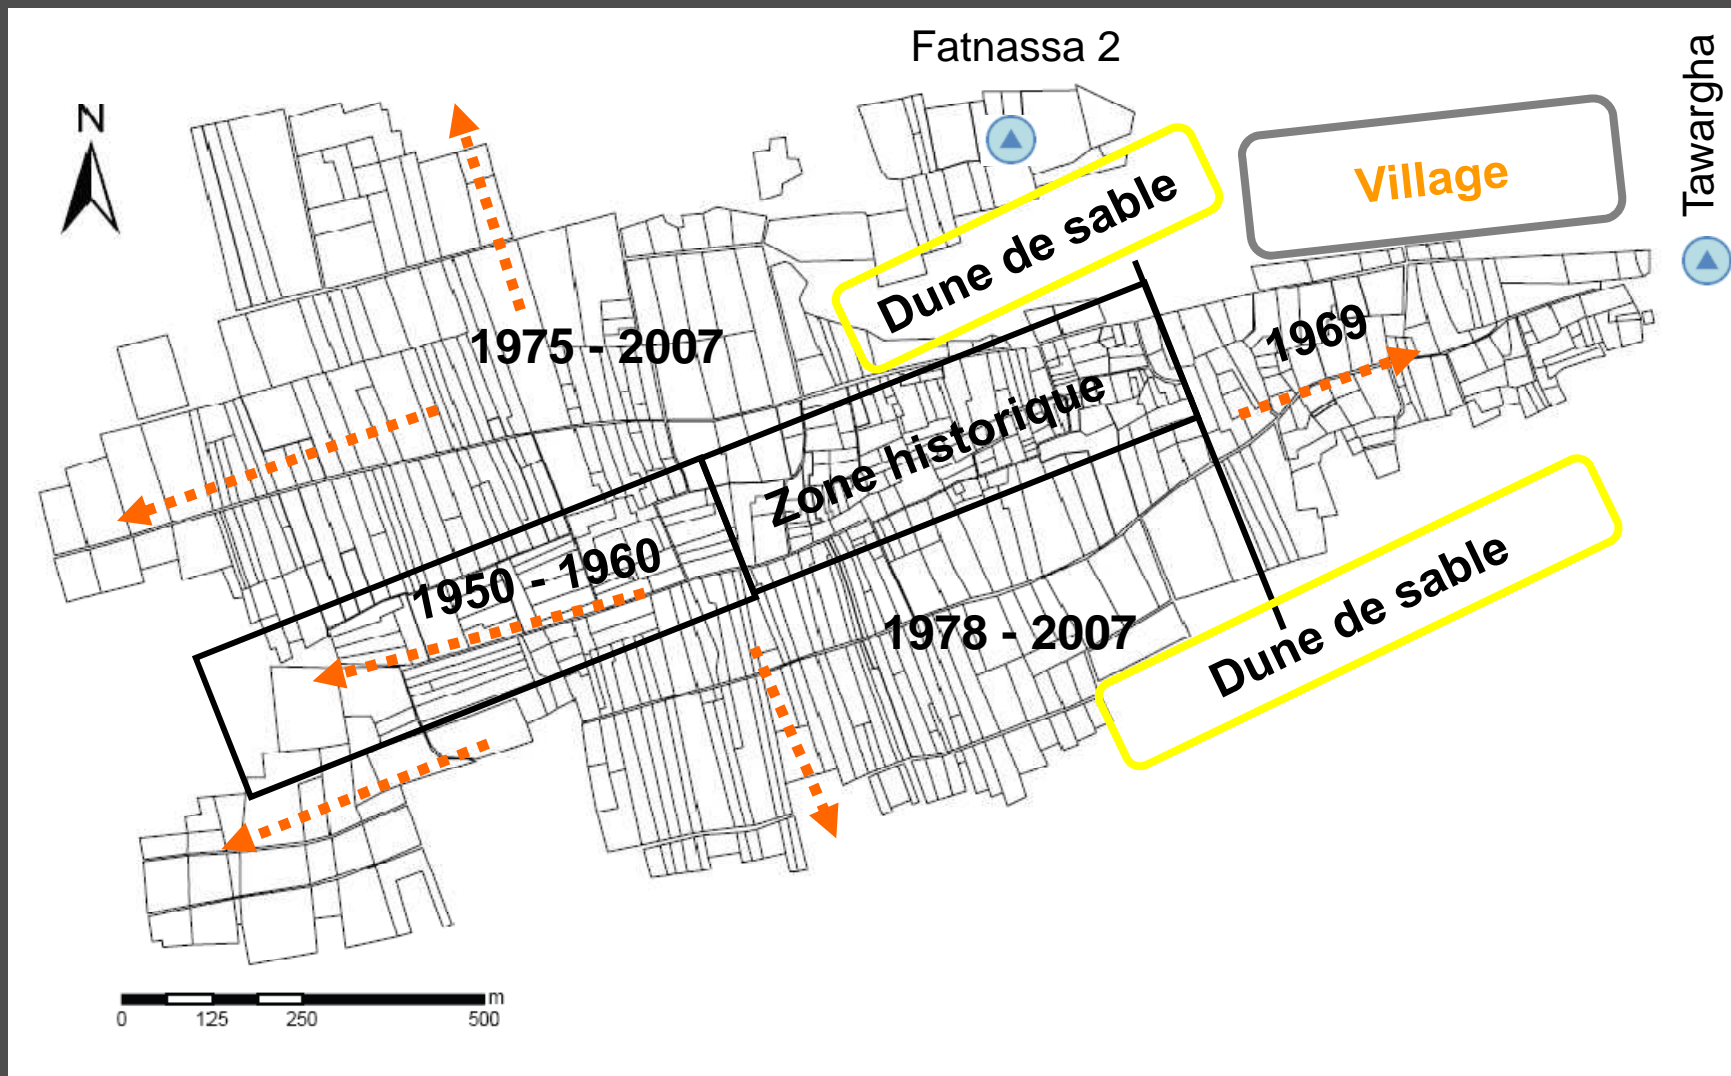 Fatnassa 2
Tawargha
N
Village
Dune de sable
1969
1975 - 2007
Zone historique
1950 - 1960
1978 - 2007
Dune de sable
m
0 125 250 500